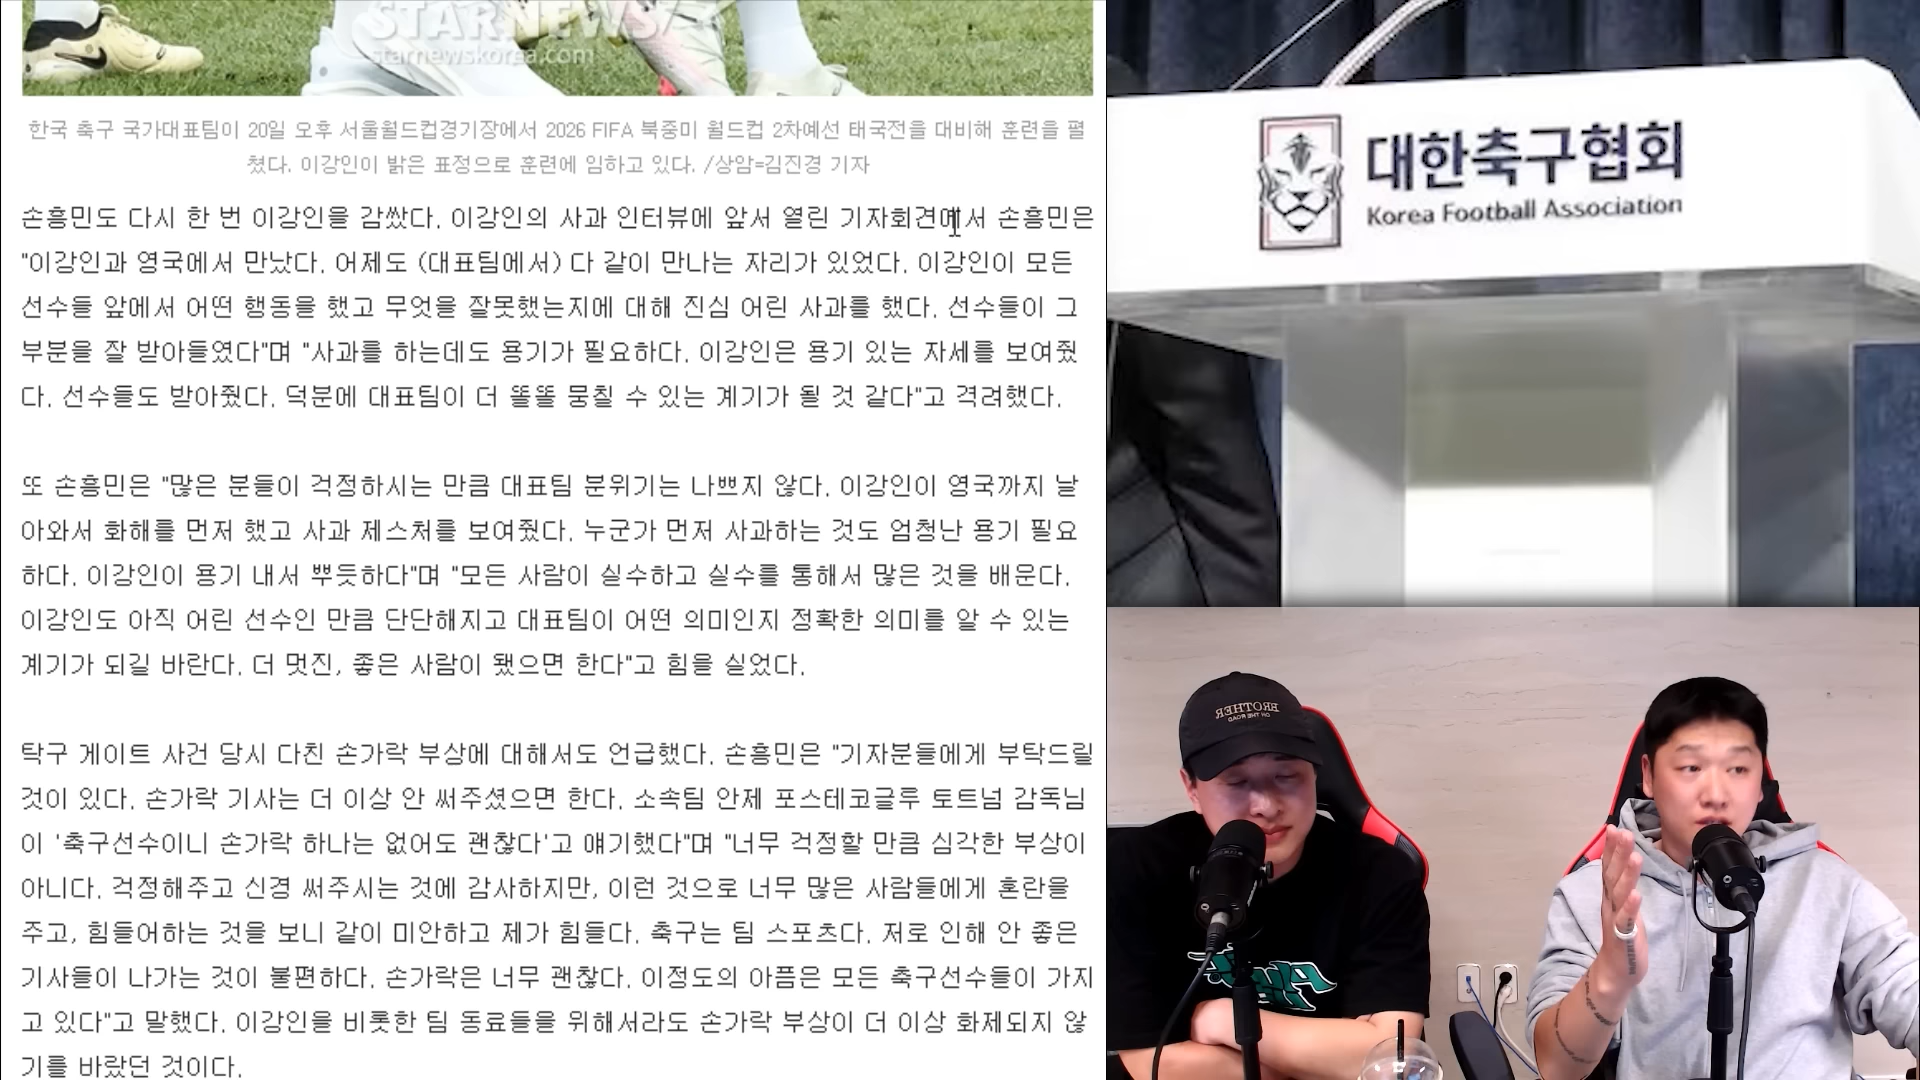 STARNEWS/
starnewskorea.com
한국 축구 국가대표팀이 20일 오후 서울월드컵경기장에서 2026 FIFA 북중미 월드컵 2차예선 태국전을 대비해 훈련을 펼
쳤다. 이강인이 밝은 표정으로 훈련에 임하고 있다. /상암=김진경 기자
손흥민도 다시 한 번 이강인을 감쌌다. 이강인의 사과 인터뷰에 앞서 열린 기자회견에서 손흥민은
"이강인과 영국에서 만났다. 어제도 (대표팀에서) 다 같이 만나는 자리가 있었다. 이강인이 모든
선수들 앞에서 어떤 행동을 했고 무엇을 잘못했는지에 대해 진심 어린 사과를 했다. 선수들이 그
부분을 잘 받아들였다"며 "사과를 하는데도 용기가 필요하다. 이강인은 용기 있는 자세를 보여줬
다. 선수들도 받아줬다. 덕분에 대표팀이 더 똘똘 뭉칠 수 있는 계기가 될 것 같다"고 격려했다.
또 손흥민은 "많은 분들이 걱정하시는 만큼 대표팀 분위기는 나쁘지 않다. 이강인이 영국까지 날
아와서 화해를 먼저 했고 사과 제스처를 보여줬다. 누군가 먼저 사과하는 것도 엄청난 용기 필요
하다. 이강인이 용기 내서 뿌듯하다"며 "모든 사람이 실수하고 실수를 통해서 많은 것을 배운다.
이강인도 아직 어린 선수인 만큼 단단해지고 대표팀이 어떤 의미인지 정확한 의미를 알 수 있는
계기가 되길 바란다. 더 멋진, 좋은 사람이 됐으면 한다"고 힘을 실었다.
탁구 게이트 사건 당시 다친 손가락 부상에 대해서도 언급했다. 손흥민은 "기자분들에게 부탁드릴
것이 있다. 손가락 기사는 더 이상 안 써주셨으면 한다. 소속팀 안제 포스테코글루 토트넘 감독님
이 '축구선수이니 손가락 하나는 없어도 괜찮다'고 얘기했다"며 "너무 걱정할 만큼 심각한 부상이
아니다. 걱정해주고 신경 써주시는 것에 감사하지만, 이런 것으로 너무 많은 사람들에게 혼란을
주고, 힘들어하는 것을 보니 같이 미안하고 제가 힘들다. 축구는 팀 스포츠다. 저로 인해 안 좋은
기사들이 나가는 것이 불편하다. 손가락은 너무 괜찮다. 이정도의 아픔은 모든 축구선수들이 가지
고 있다"고 말했다. 이강인을 비롯한 팀 동료들을 위해서라도 손가락 부상이 더 이상 화제되지 않
기를 바랐던 것이다.
대한축구협회
Korea Football Association
BROTHER
ON THE ROAD